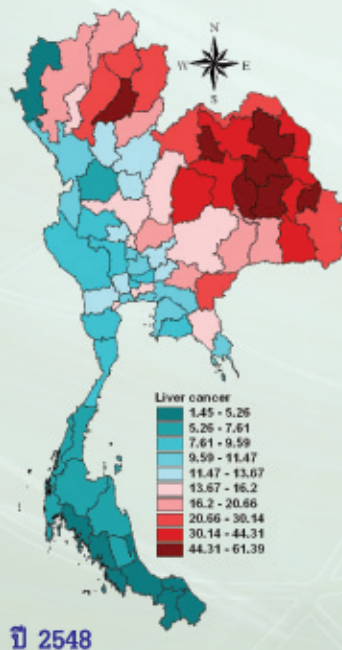 N
W E
S
Liver cancer
1.45 - 5.26
5.26 - 7.61
7.61 - 9.59
9.59 - 11.47
11.47 - 13.67
13.67 - 16.2
16.2 - 20.66
20.66 - 30.14
30.14 - 44.31
44.31 - 61.39
ปี 2548